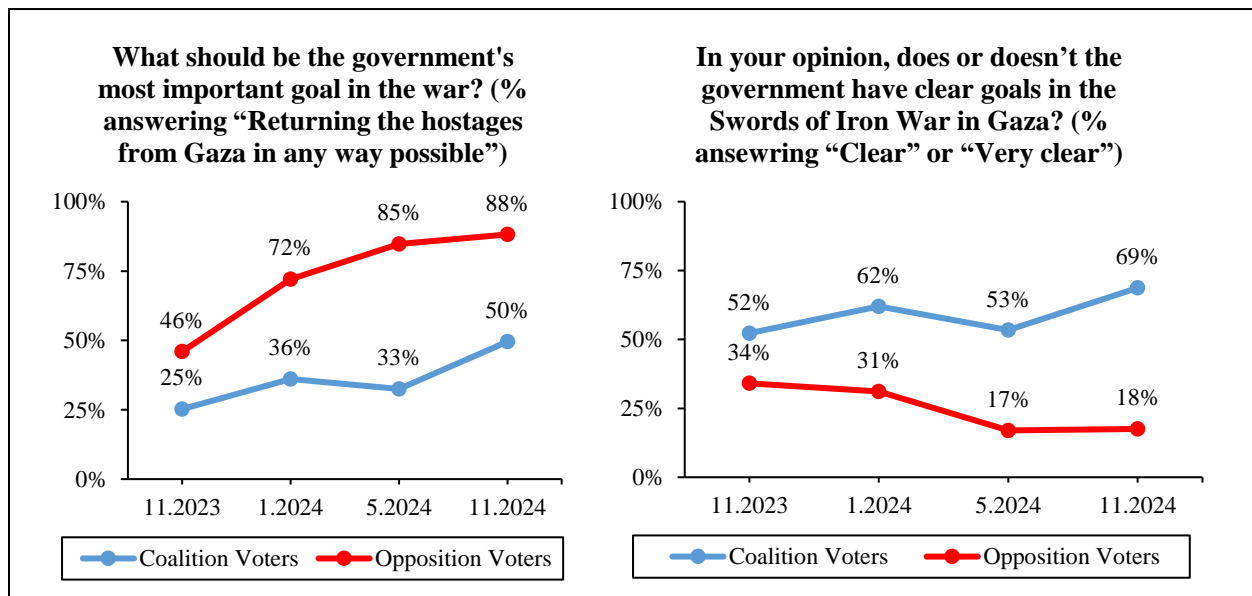 What should be the government's
most important goal in the war? (%
answering “Returning the hostages
from Gaza in any way possible”)
100%
75%
50%
25%
0%
46%
72%
85%
88%
25%
36%
33%
50%
11.2023
1.2024
5.2024
11.2024
Coalition Voters
Opposition Voters
In your opinion, does or doesn’t the
government have clear goals in the
Swords of Iron War in Gaza? (%
ansewring “Clear” or “Very clear”)
100%
75%
50%
25%
0%
52%
62%
53%
69%
34%
31%
17%
18%
11.2023
1.2024
5.2024
11.2024
Coalition Voters
Opposition Voters